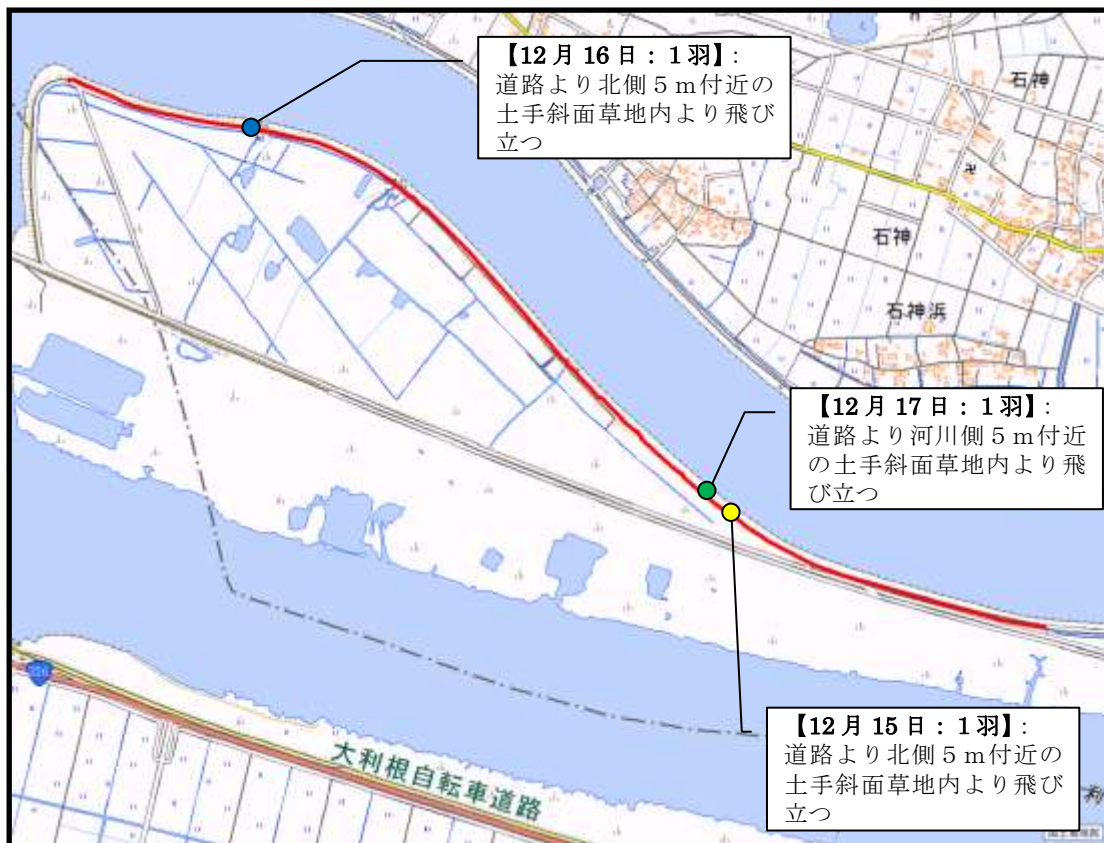 【12月16日：1羽】：
道路より北側5m付近の
土手斜面草地内より飛び
立つ
石神
石神
石神浜
【12月17日：1羽】：
道路より河川側5m付近
の土手斜面草地内より飛
び立つ
【12月15日：1羽】：
道路より北側5m付近の
土手斜面草地内より飛び
立つ
大利根自転車道路
利
356